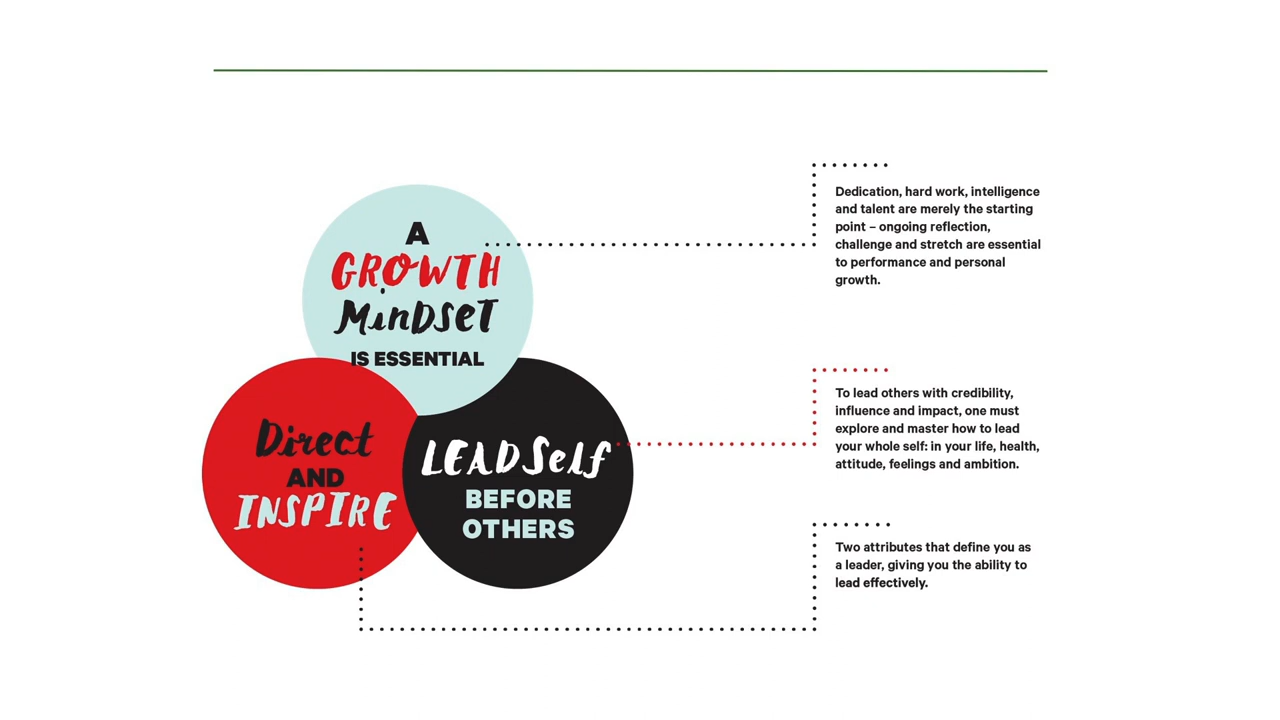 A
GROWTH
MinDSeT
IS ESSENTIAL
Direct
AND
INSPIRE
LEAD Self
BEFORE
OTHERS
Dedication, hard work, intelligence
and talent are merely the starting
point – ongoing reflection,
challenge and stretch are essential
to performance and personal
growth.
To lead others with credibility,
influence and impact, one must
explore and master how to lead
your whole self: in your life, health,
attitude, feelings and ambition.
Two attributes that define you as
a leader, giving you the ability to
lead effectively.